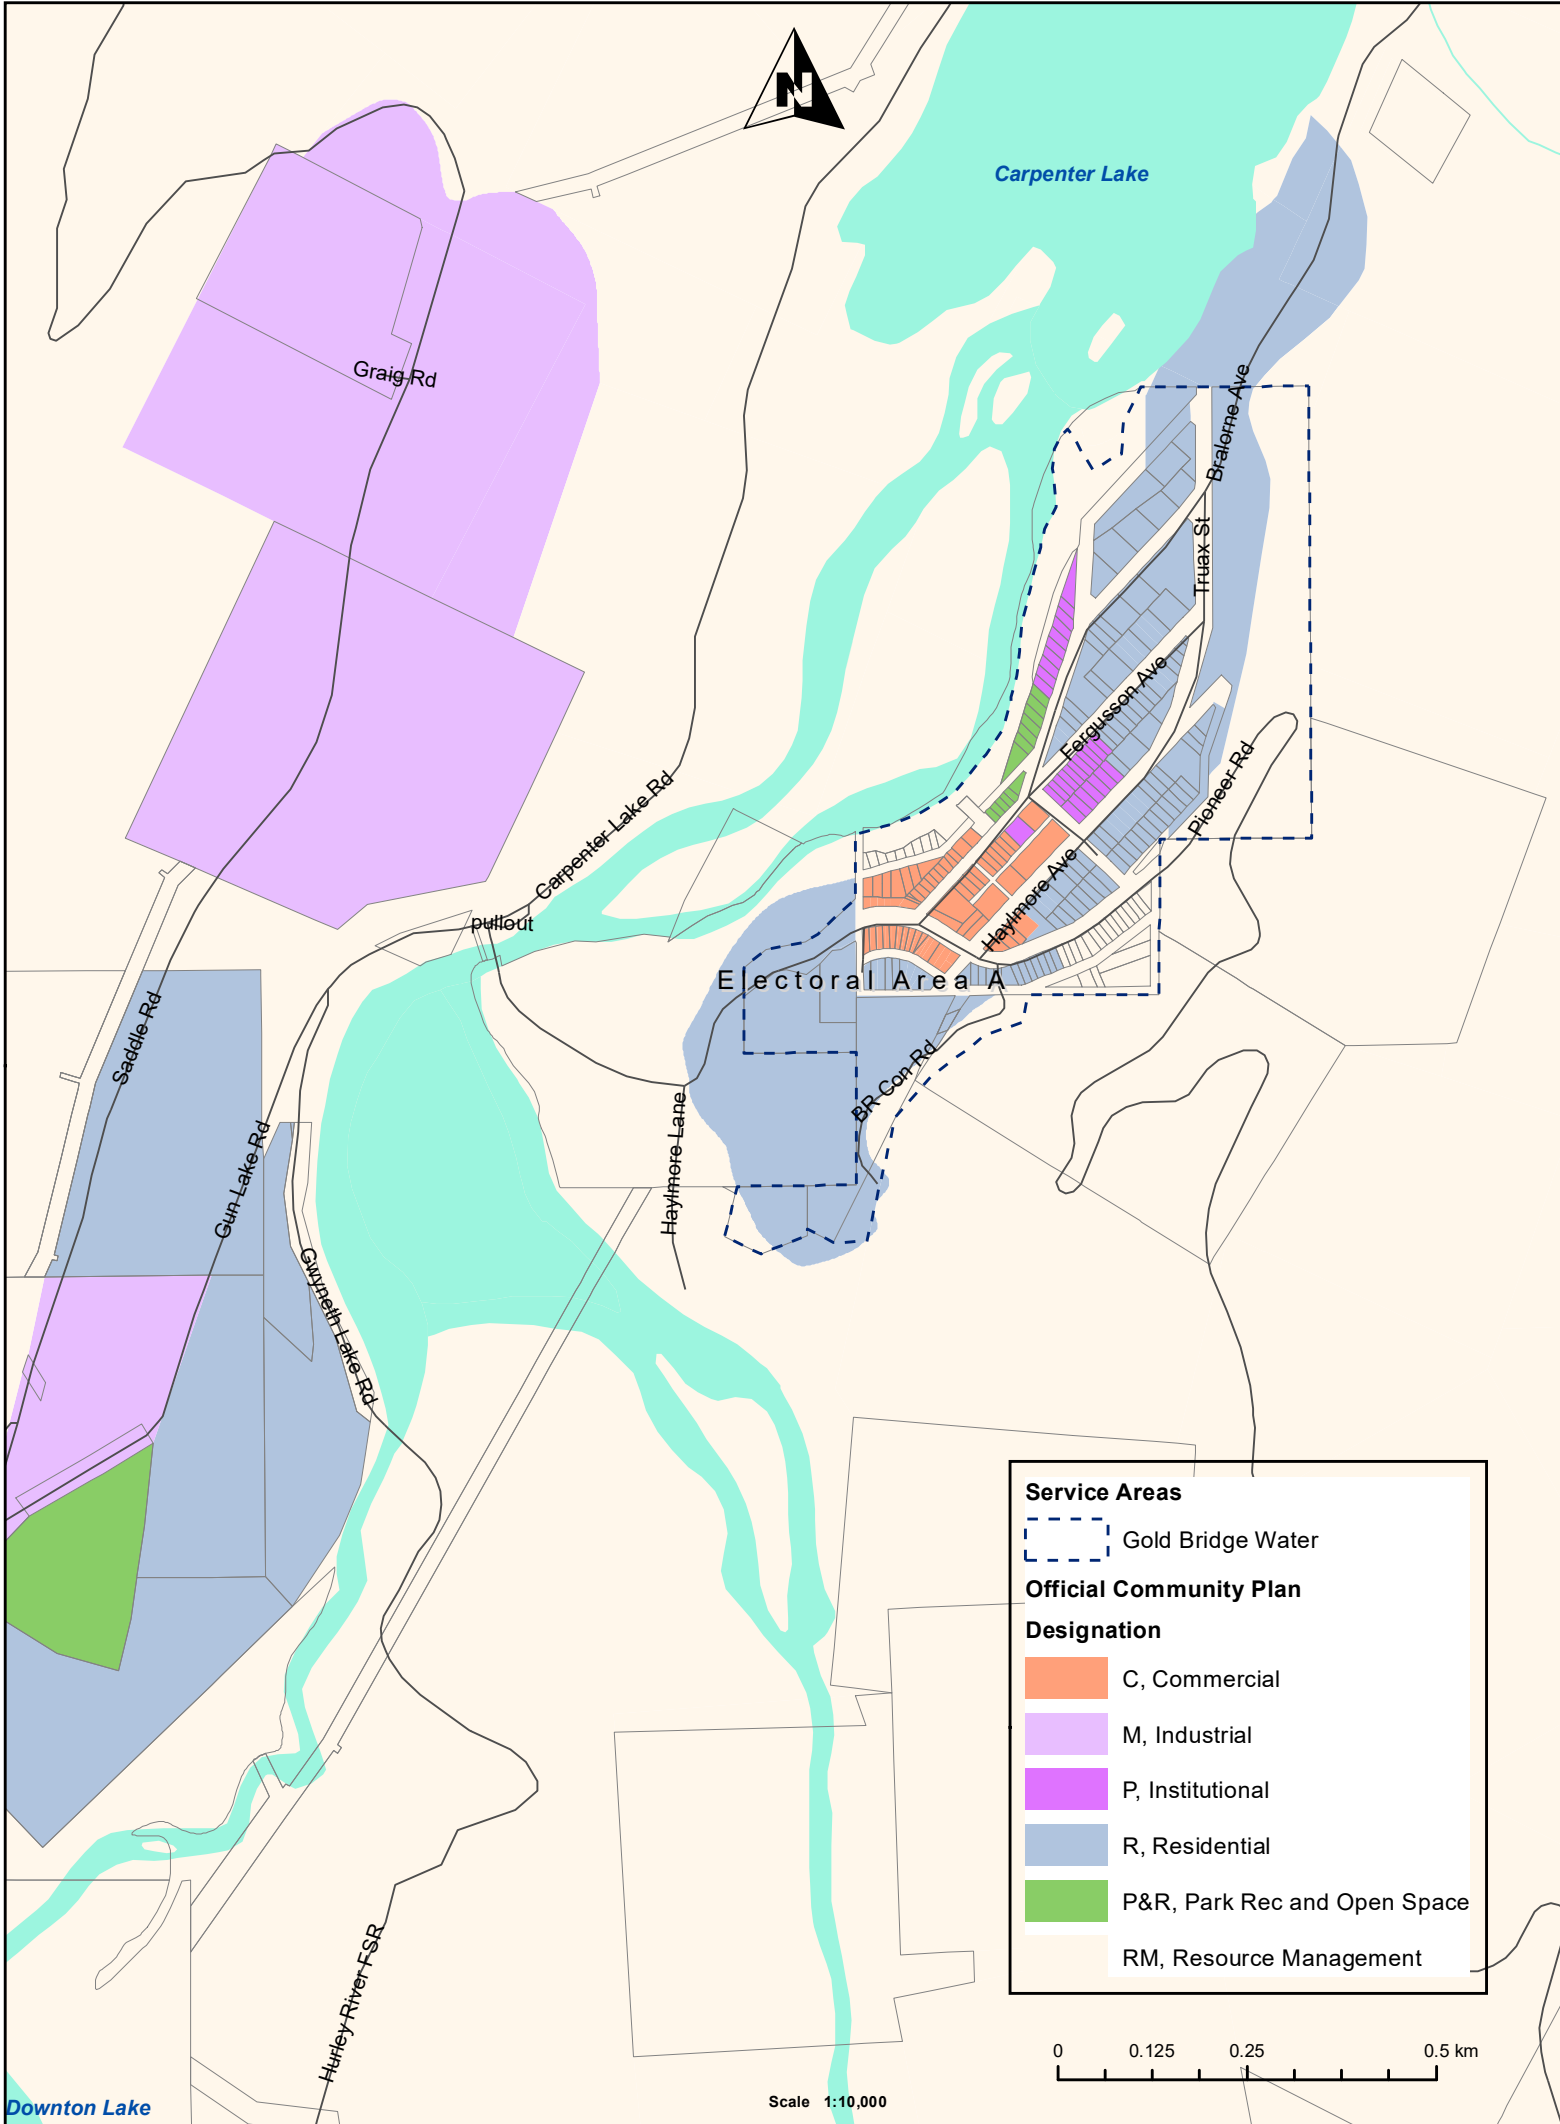 N
Carpenter Lake
Graig Rd
Bralorne Ave
Truax St
Fergusson Ave
Pioneer Rd
Carpenter Lake Rd
Haylmore Ave
pullout
Electoral Area A
Saddle Rd
BR Con Rd
Gun Lake Rd
Haylmore Lane
Gwyneth Lake Rd
Service Areas
Gold Bridge Water
Official Community Plan
Designation
C, Commercial
M, Industrial
P, Institutional
R, Residential
P&R, Park Rec and Open Space
RM, Resource Management
Hurley River FSR
0 0.125 0.25 0.5 km
Scale 1:10,000
Downton Lake